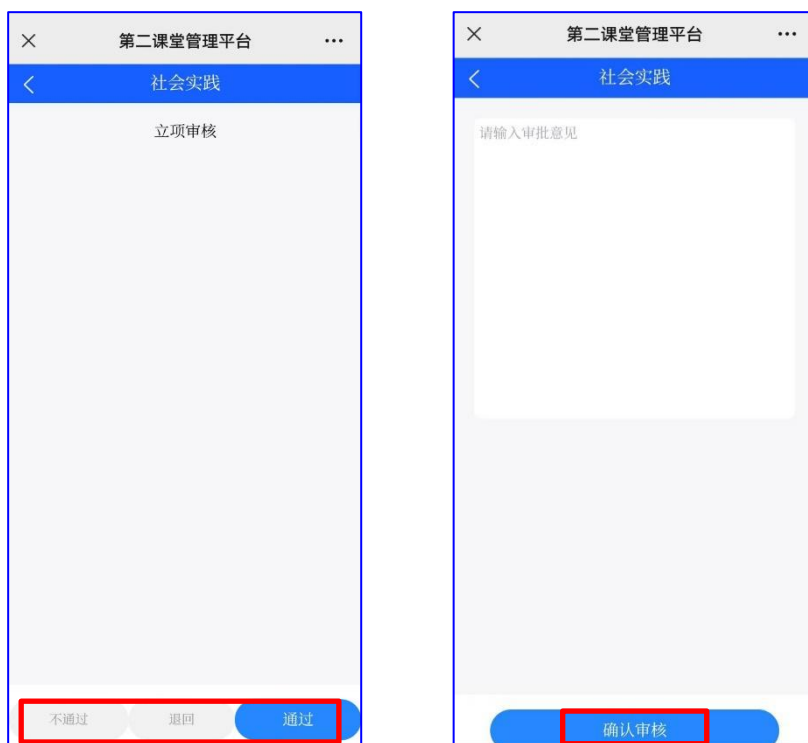 第二课堂管理平台
社会实践
立项审核
不通过 退回 通过
第二课堂管理平台
社会实践
请输入审批意见
确认审核